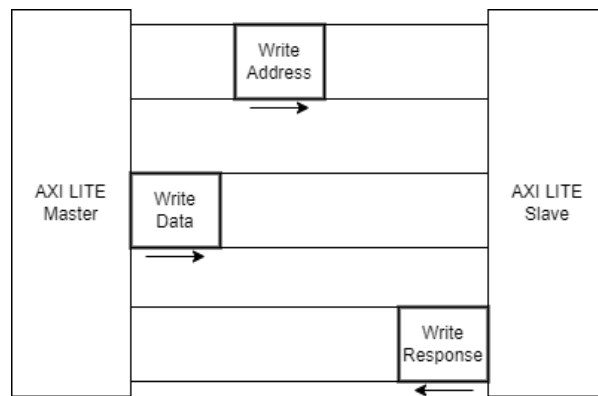 Write
Address
AXI LITE
Master
Write
Data
AXI LITE
Slave
Write
Response